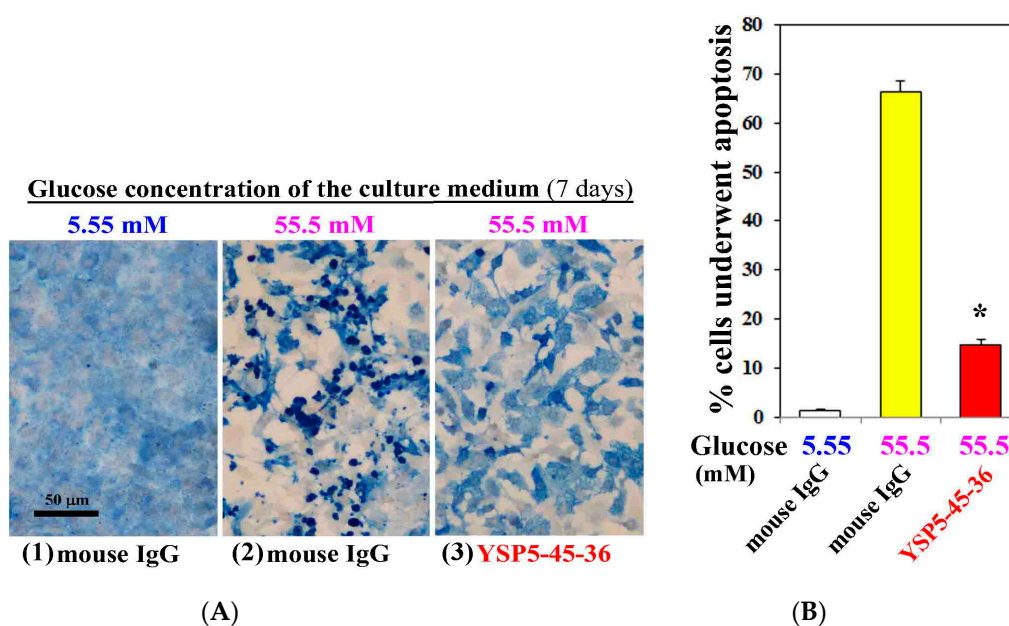 Glucose concentration of the culture medium (7 days)
5.55 mM 55.5 mM 55.5 mM
50 μm
(1) mouse IgG (2) mouse IgG (3) YSP5-45-36
(A)
% cells underwent apoptosis
80
70
60
50
40
30
20
10
0
*
Glucose 5.55 55.5 55.5
(mM)
mouse IgG
mouse IgG
YSP5-45-36
(B)